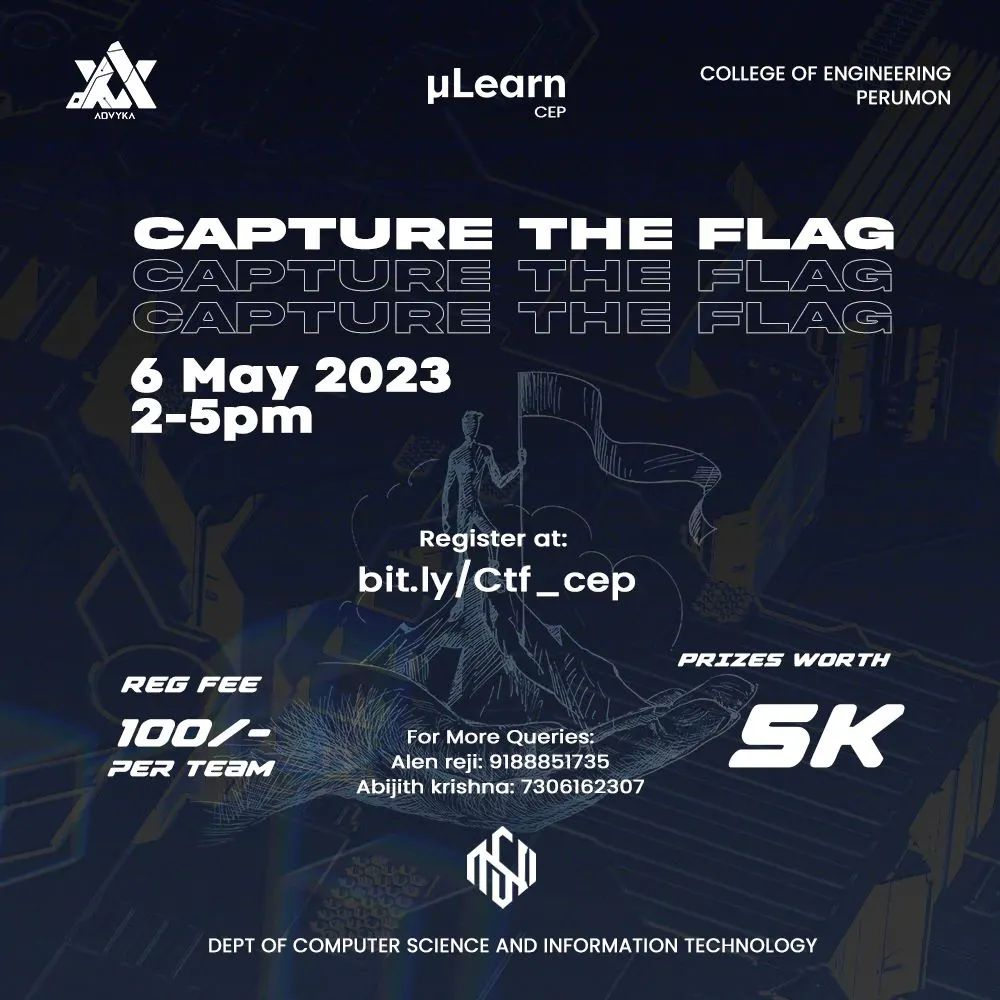 ADVYKA
µLearn
CEP
COLLEGE OF ENGINEERING
PERUMON
CAPTURE THE FLAG
CAPTURE THE FLAG
CAPTURE THE FLAG
6 May 2023
2-5pm
Register at:
bit.ly/Ctf_cep
REG FEE
100/-
PER TEAM
PRIZES WORTH
5K
For More Queries:
Alen reji: 9188851735
Abijith krishna: 7306162307
DEPT OF COMPUTER SCIENCE AND INFORMATION TECHNOLOGY